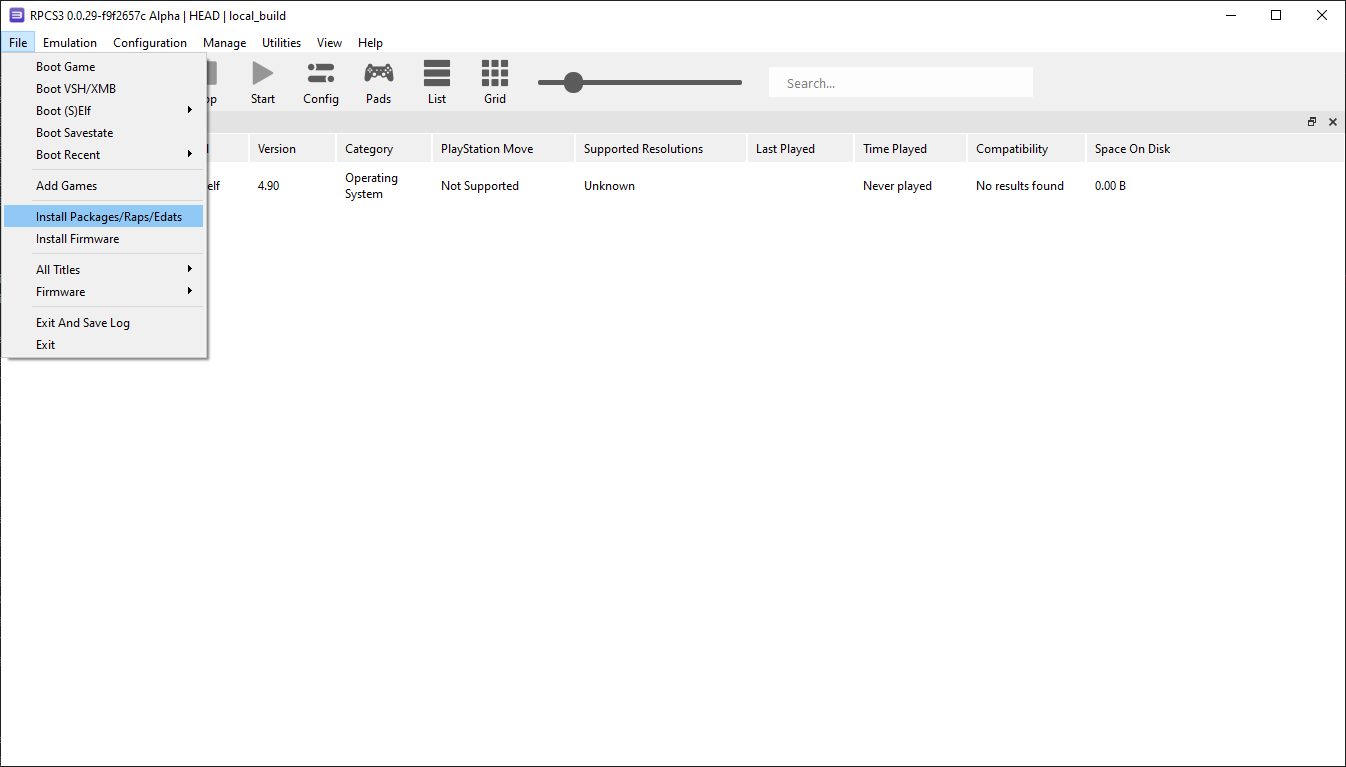 RPCS3 0.0.29-f9f2657c Alpha | HEAD | local_build
File Emulation Configuration Manage Utilities View Help
Boot Game
Boot VSH/XMB
Boot (S)Elf
Boot Savestate
Boot Recent
Add Games
Install Packages/Raps/Edats
Install Firmware
All Titles
Firmware
Exit And Save Log
Exit
Start Config Pads List Grid
Search...
Version Category PlayStation Move Supported Resolutions Last Played Time Played Compatibility Space On Disk
4.90 Operating System Not Supported Unknown Never played No results found 0.00 B